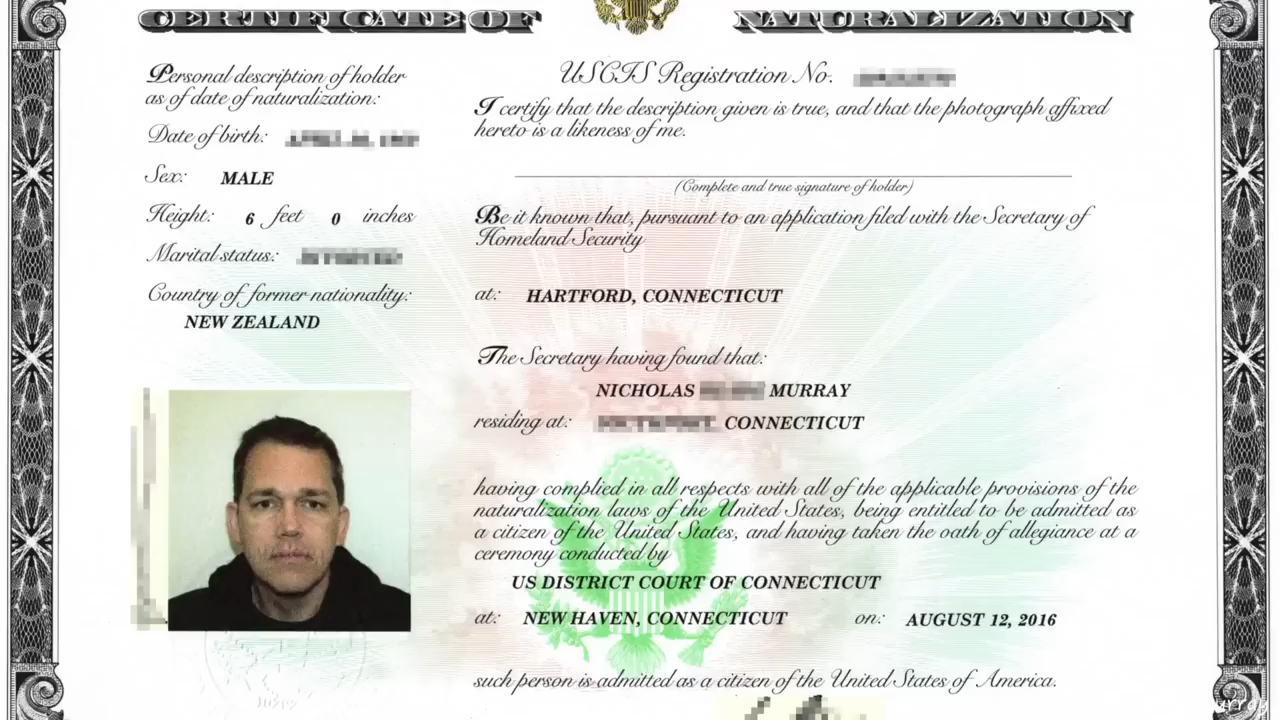 CERTIFICATE OF NATURALIZATION
Personal description of holder
as of date of naturalization:
Date of birth:
Sex: MALE
Height: 6 feet 0 inches
Marital status:
Country of former nationality:
NEW ZEALAND
USCIS Registration No.
I certify that the description given is true, and that the photograph affixed
hereto is a likeness of me.
(Complete and true signature of holder)
Be it known that, pursuant to an application filed with the Secretary of
Homeland Security
at: HARTFORD, CONNECTICUT
The Secretary having found that:
NICHOLAS MURRAY
residing at: CONNECTICUT
having complied in all respects with all of the applicable provisions of the
naturalization laws of the United States, being entitled to be admitted as
a citizen of the United States, and having taken the oath of allegiance at a
ceremony conducted by
US DISTRICT COURT OF CONNECTICUT
at: NEW HAVEN, CONNECTICUT on: AUGUST 12, 2016
such person is admitted as a citizen of the United States of America.